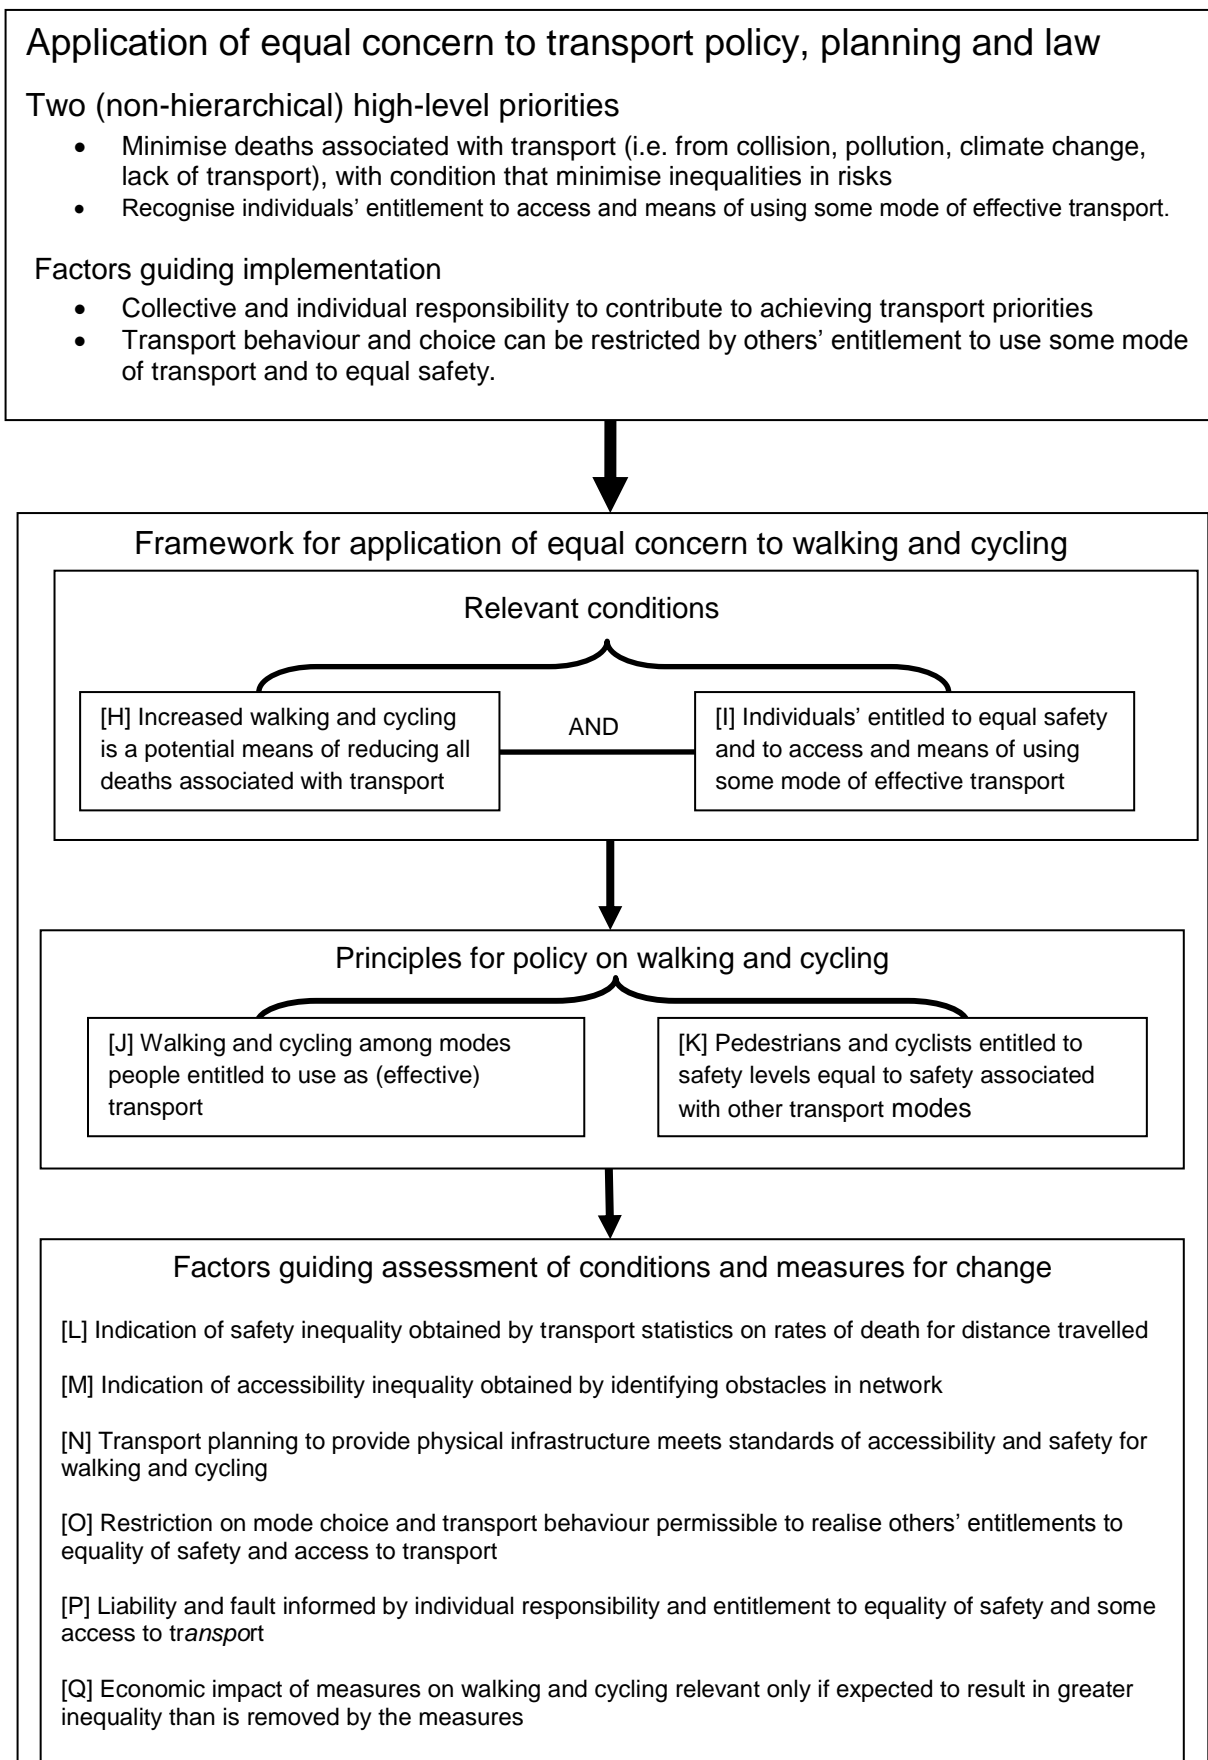 Application of equal concern to transport policy, planning and law
Two (non-hierarchical) high-level priorities
• Minimise deaths associated with transport (i.e. from collision, pollution, climate change,
lack of transport), with condition that minimise inequalities in risks
• Recognise individuals’ entitlement to access and means of using some mode of effective transport.
Factors guiding implementation
• Collective and individual responsibility to contribute to achieving transport priorities
• Transport behaviour and choice can be restricted by others’ entitlement to use some mode
of transport and to equal safety.
Framework for application of equal concern to walking and cycling
Relevant conditions
[H] Increased walking and cycling
is a potential means of reducing all
deaths associated with transport
AND
[I] Individuals’ entitled to equal safety
and to access and means of using
some mode of effective transport
Principles for policy on walking and cycling
[J] Walking and cycling among modes
people entitled to use as (effective)
transport
[K] Pedestrians and cyclists entitled to
safety levels equal to safety associated
with other transport modes
Factors guiding assessment of conditions and measures for change
[L] Indication of safety inequality obtained by transport statistics on rates of death for distance travelled
[M] Indication of accessibility inequality obtained by identifying obstacles in network
[N] Transport planning to provide physical infrastructure meets standards of accessibility and safety for
walking and cycling
[O] Restriction on mode choice and transport behaviour permissible to realise others’ entitlements to
equality of safety and access to transport
[P] Liability and fault informed by individual responsibility and entitlement to equality of safety and some
access to transport
[Q] Economic impact of measures on walking and cycling relevant only if expected to result in greater
inequality than is removed by the measures